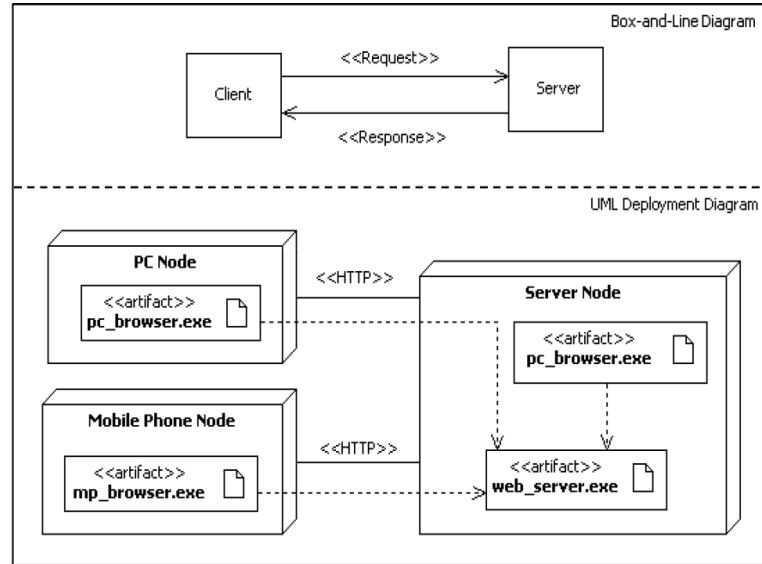 Box-and-Line Diagram
<<Request>>
Client
Server
<<Response>>
UML Deployment Diagram
PC Node
<<artifact>>
pc_browser.exe
<<HTTP>>
Server Node
<<artifact>>
pc_browser.exe
Mobile Phone Node
<<artifact>>
mp_browser.exe
<<HTTP>>
<<artifact>>
web_server.exe